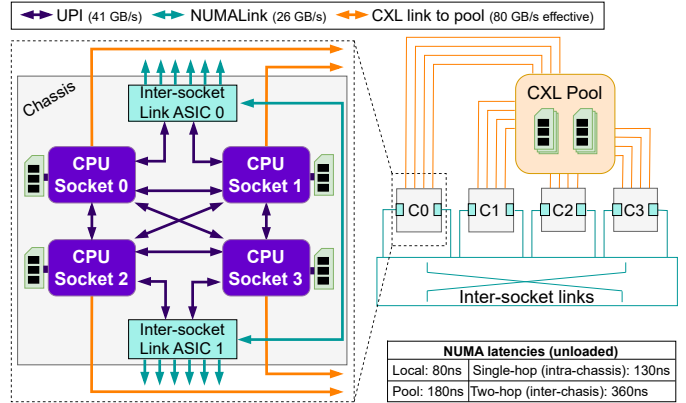 UPI (41 GB/s)
NUMALink (26 GB/s)
CXL link to pool (80 GB/s effective)
Chassis
Inter-socket
Link ASIC 0
CPU
Socket 0
CPU
Socket 1
CPU
Socket 2
CPU
Socket 3
Inter-socket
Link ASIC 1
CXL Pool
C0
C1
C2
C3
Inter-socket links
NUMA latencies (unloaded)
Local: 80ns
Single-hop (intra-chassis): 130ns
Pool: 180ns
Two-hop (inter-chasis): 360ns